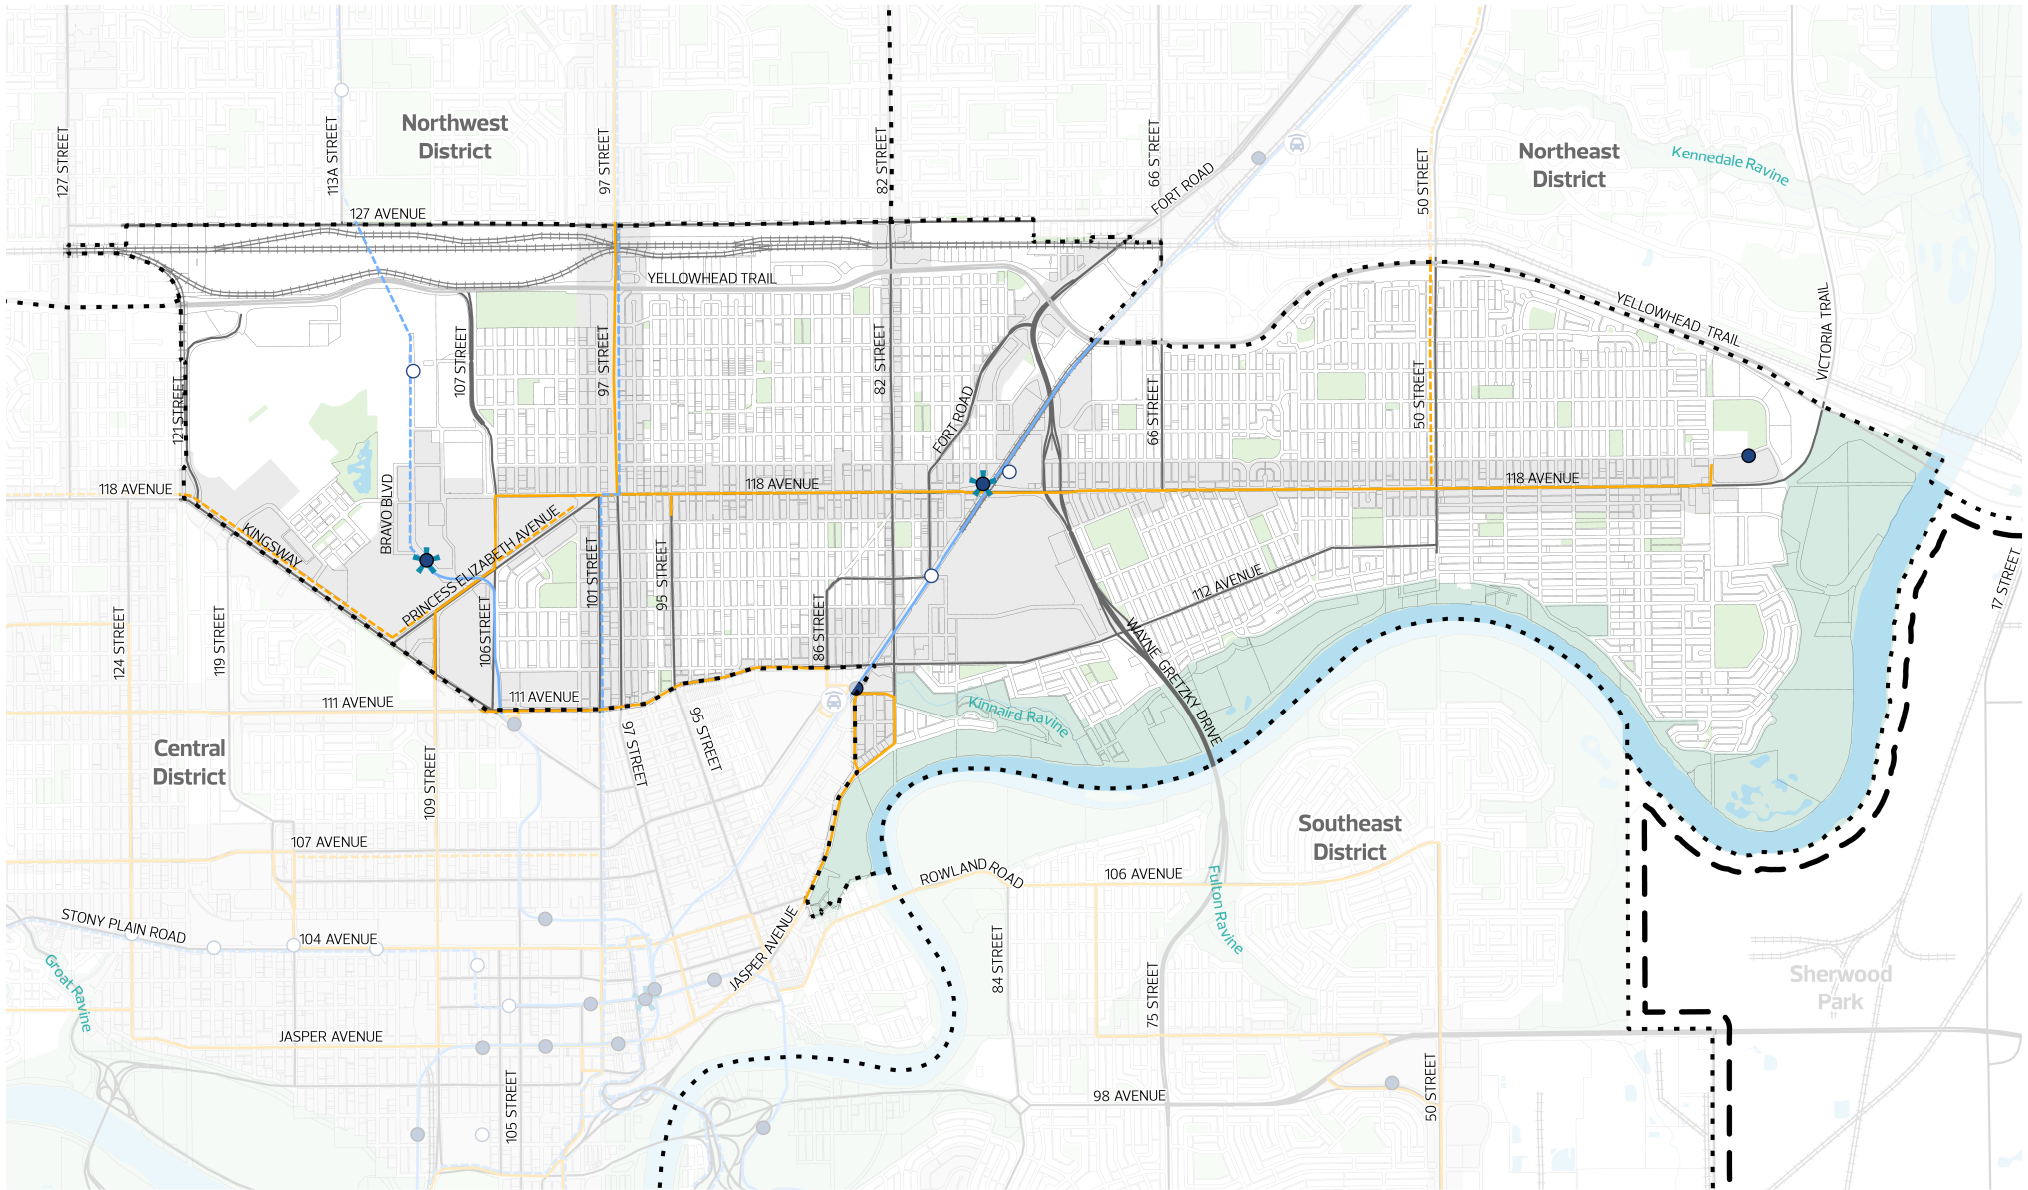 Northwest
District
Northeast
District
Kennedale Ravine
127 STREET
113A STREET
97 STREET
82 STREET
66 STREET
FORT ROAD
50 STREET
127 AVENUE
YELLOWHEAD TRAIL
YELLOWHEAD TRAIL
VICTORIA TRAIL
121 STREET
107 STREET
97 STREET
82 STREET
FORT ROAD
66 STREET
50 STREET
118 AVENUE
118 AVENUE
118 AVENUE
KINGSWAY
BRAVO BLVD
PRINCESS ELIZABETH AVENUE
101 STREET
95 STREET
86 STREET
112 AVENUE
WAYNE GRETZKY DRIVE
17 STREET
124 STREET
119 STREET
106 STREET
111 AVENUE
111 AVENUE
Kinnaird Ravine
Central
District
109 STREET
97 STREET
95 STREET
107 AVENUE
Southeast
District
ROWLAND ROAD
106 AVENUE
Fulton Ravine
STONY PLAIN ROAD
104 AVENUE
JASPER AVENUE
84 STREET
75 STREET
Groat Ravine
Sherwood
Park
JASPER AVENUE
105 STREET
98 AVENUE
50 STREET